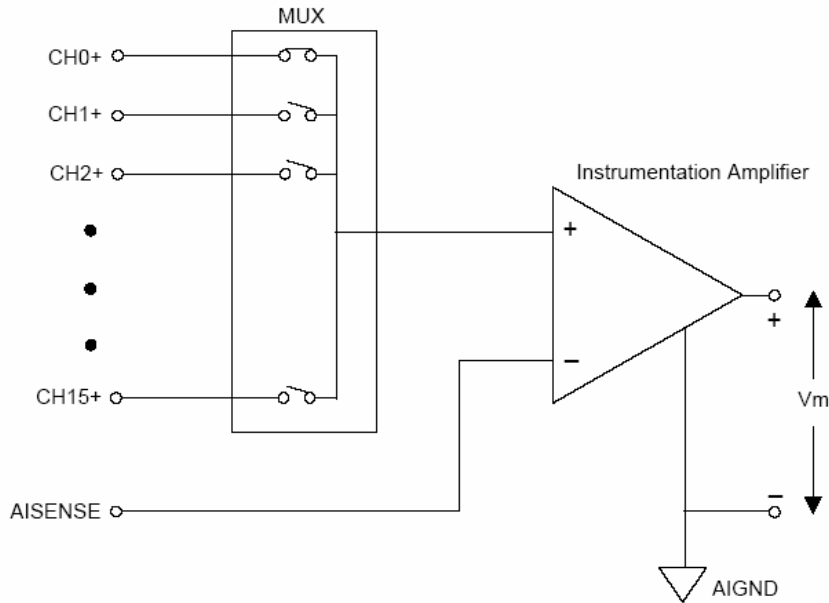 MUX
CH0+
CH1+
CH2+
Instrumentation Amplifier
+
−
+
Vm
−
CH15+
AISENSE
AIGND